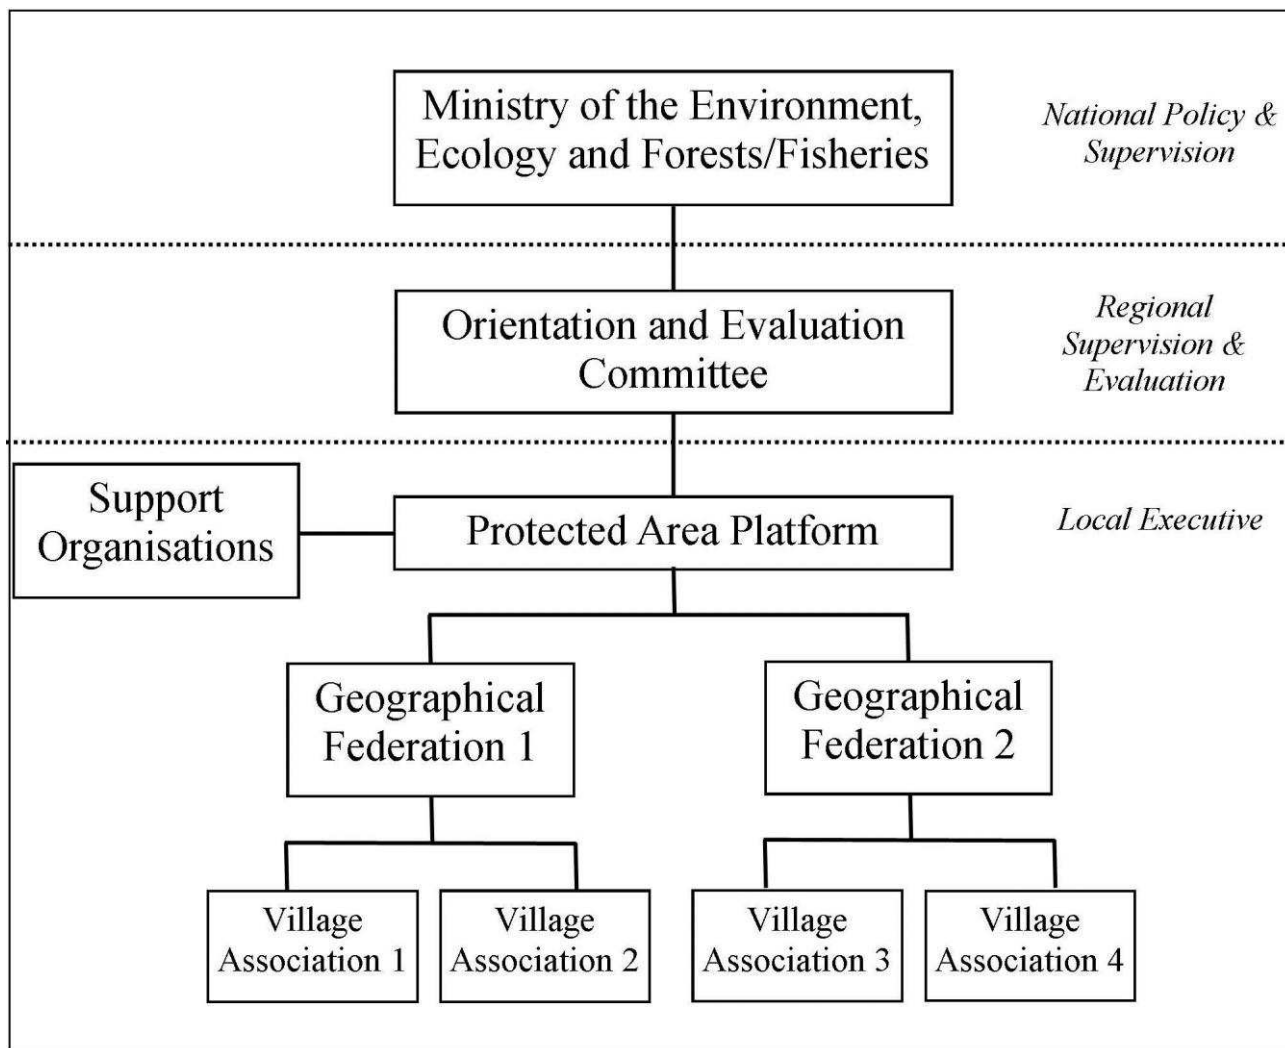 Ministry of the Environment,
Ecology and Forests/Fisheries
National Policy &
Supervision
Orientation and Evaluation
Committee
Regional
Supervision &
Evaluation
Support
Organisations
Protected Area Platform
Local Executive
Geographical
Federation 1
Geographical
Federation 2
Village
Association 1
Village
Association 2
Village
Association 3
Village
Association 4